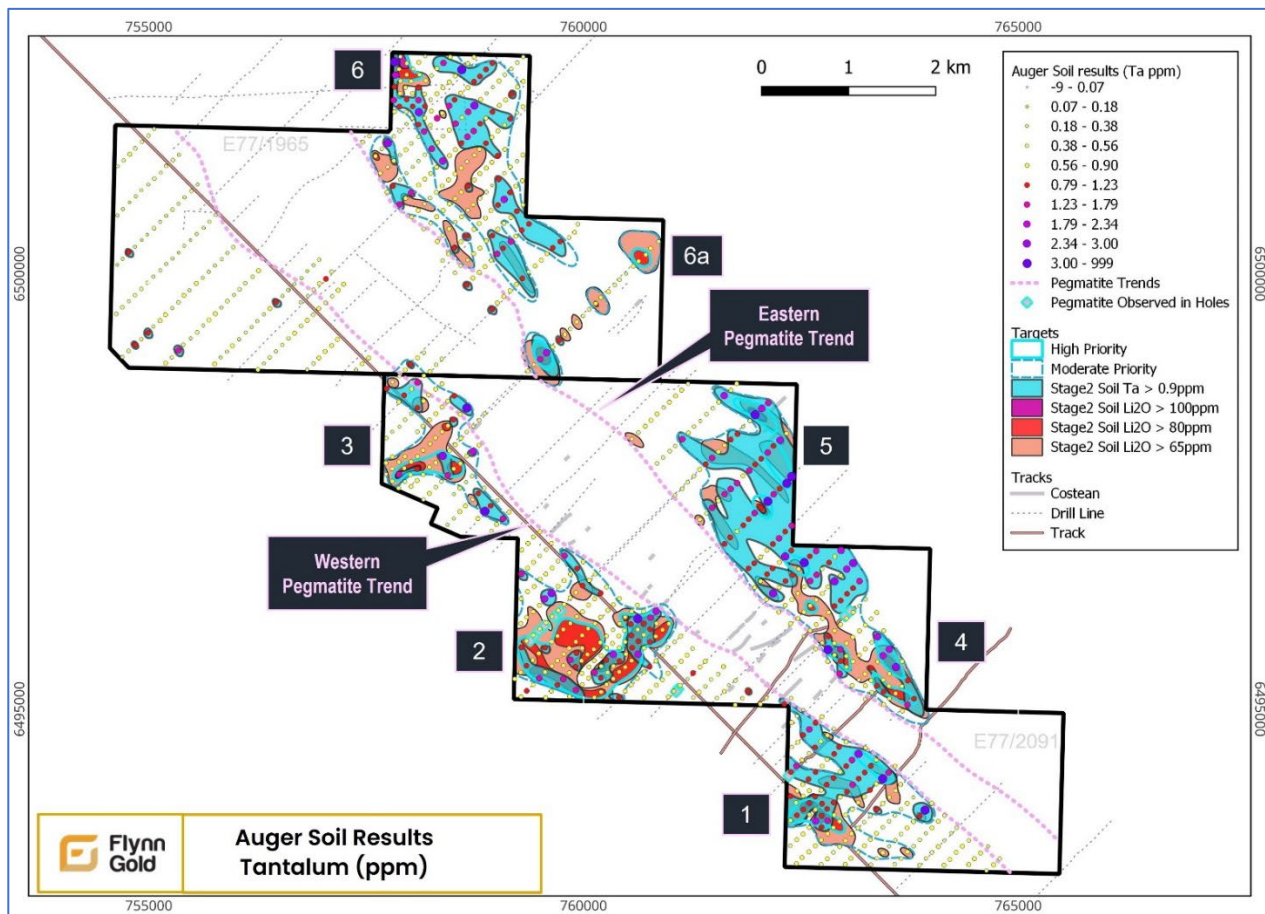 755000
760000
765000
6
0
1
2 km
Auger Soil results (Ta ppm)
-9 - 0.07
0.07 - 0.18
0.18 - 0.38
0.38 - 0.56
0.56 - 0.90
0.79 - 1.23
1.23 - 1.79
1.79 - 2.34
2.34 - 3.00
3.00 - 999
Pegmatite Trends
Pegmatite Observed in Holes
Targets
High Priority
Moderate Priority
Stage2 Soil Ta > 0.9ppm
Stage2 Soil Li2O > 100ppm
Stage2 Soil Li2O > 80ppm
Stage2 Soil Li2O > 65ppm
Tracks
Costean
Drill Line
Track
E77/1965
6a
6500000
6500000
Eastern
Pegmatite Trend
3
5
Western
Pegmatite Trend
2
4
6495000
6495000
E77/2091
1
Flynn
Gold
Auger Soil Results
Tantalum (ppm)
755000
760000
765000